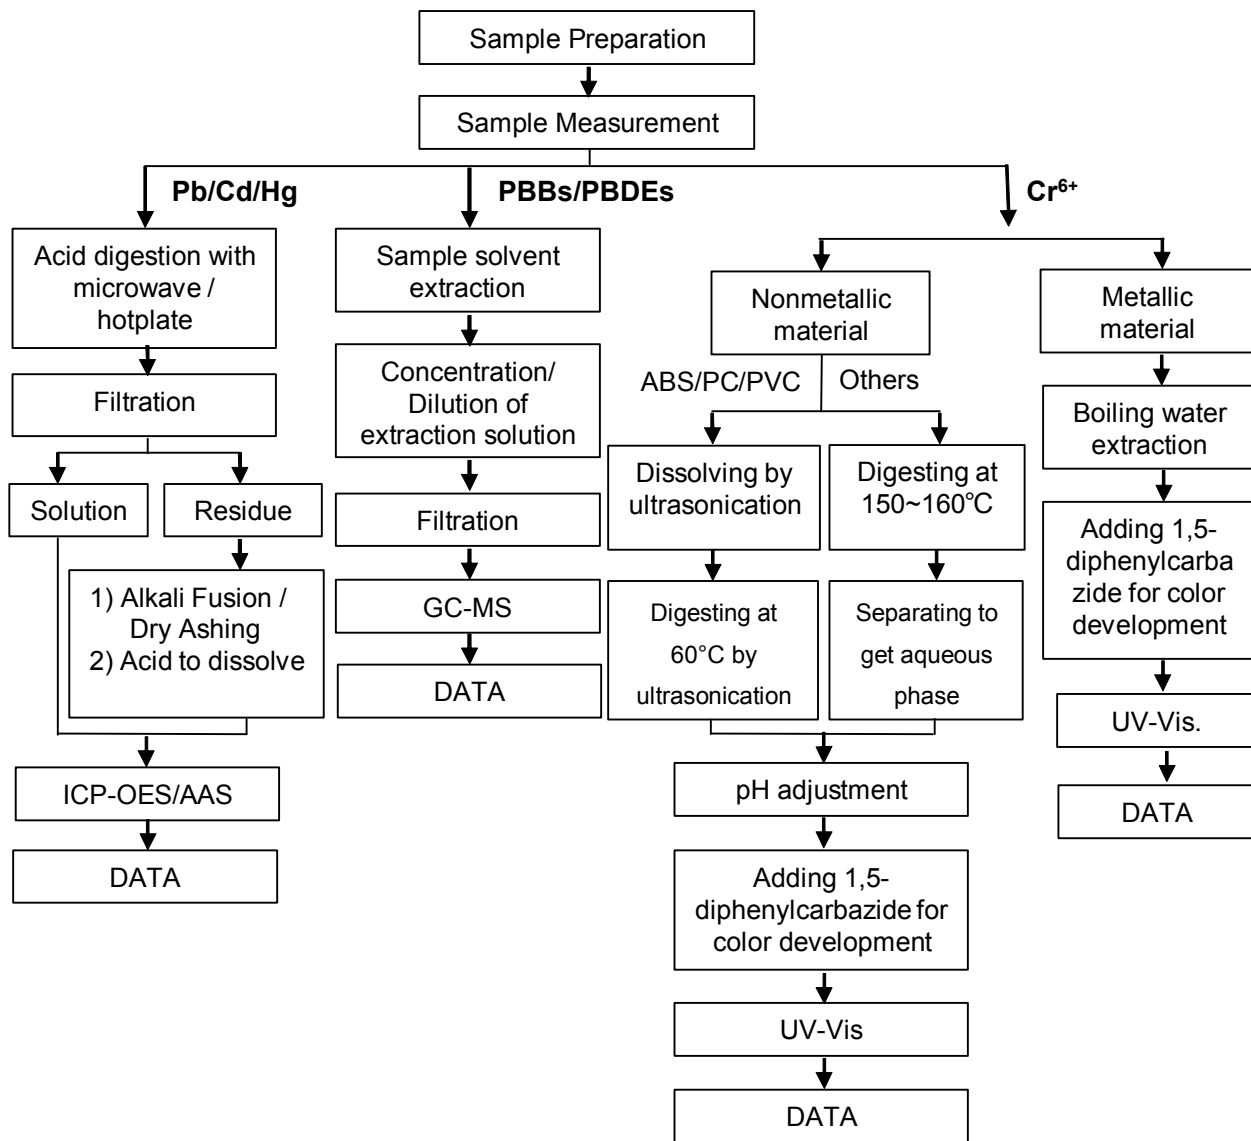 Sample Preparation
Sample Measurement
Pb/Cd/Hg
PBBs/PBDEs
Cr⁶⁺
Acid digestion with
microwave /
hotplate
Filtration
Solution
Residue
1) Alkali Fusion /
Dry Ashing
2) Acid to dissolve
ICP-OES/AAS
DATA
Sample solvent
extraction
Concentration/
Dilution of
extraction solution
Filtration
GC-MS
DATA
Nonmetallic
material
ABS/PC/PVC
Others
Dissolving by
ultrasonication
Digesting at
60°C by
ultrasonication
Digesting at
150~160℃
Separating to
get aqueous
phase
pH adjustment
Adding 1,5-
diphenylcarbazide for
color development
UV-Vis
DATA
Metallic
material
Boiling water
extraction
Adding 1,5-
diphenylcarba
zide for color
development
UV-Vis.
DATA